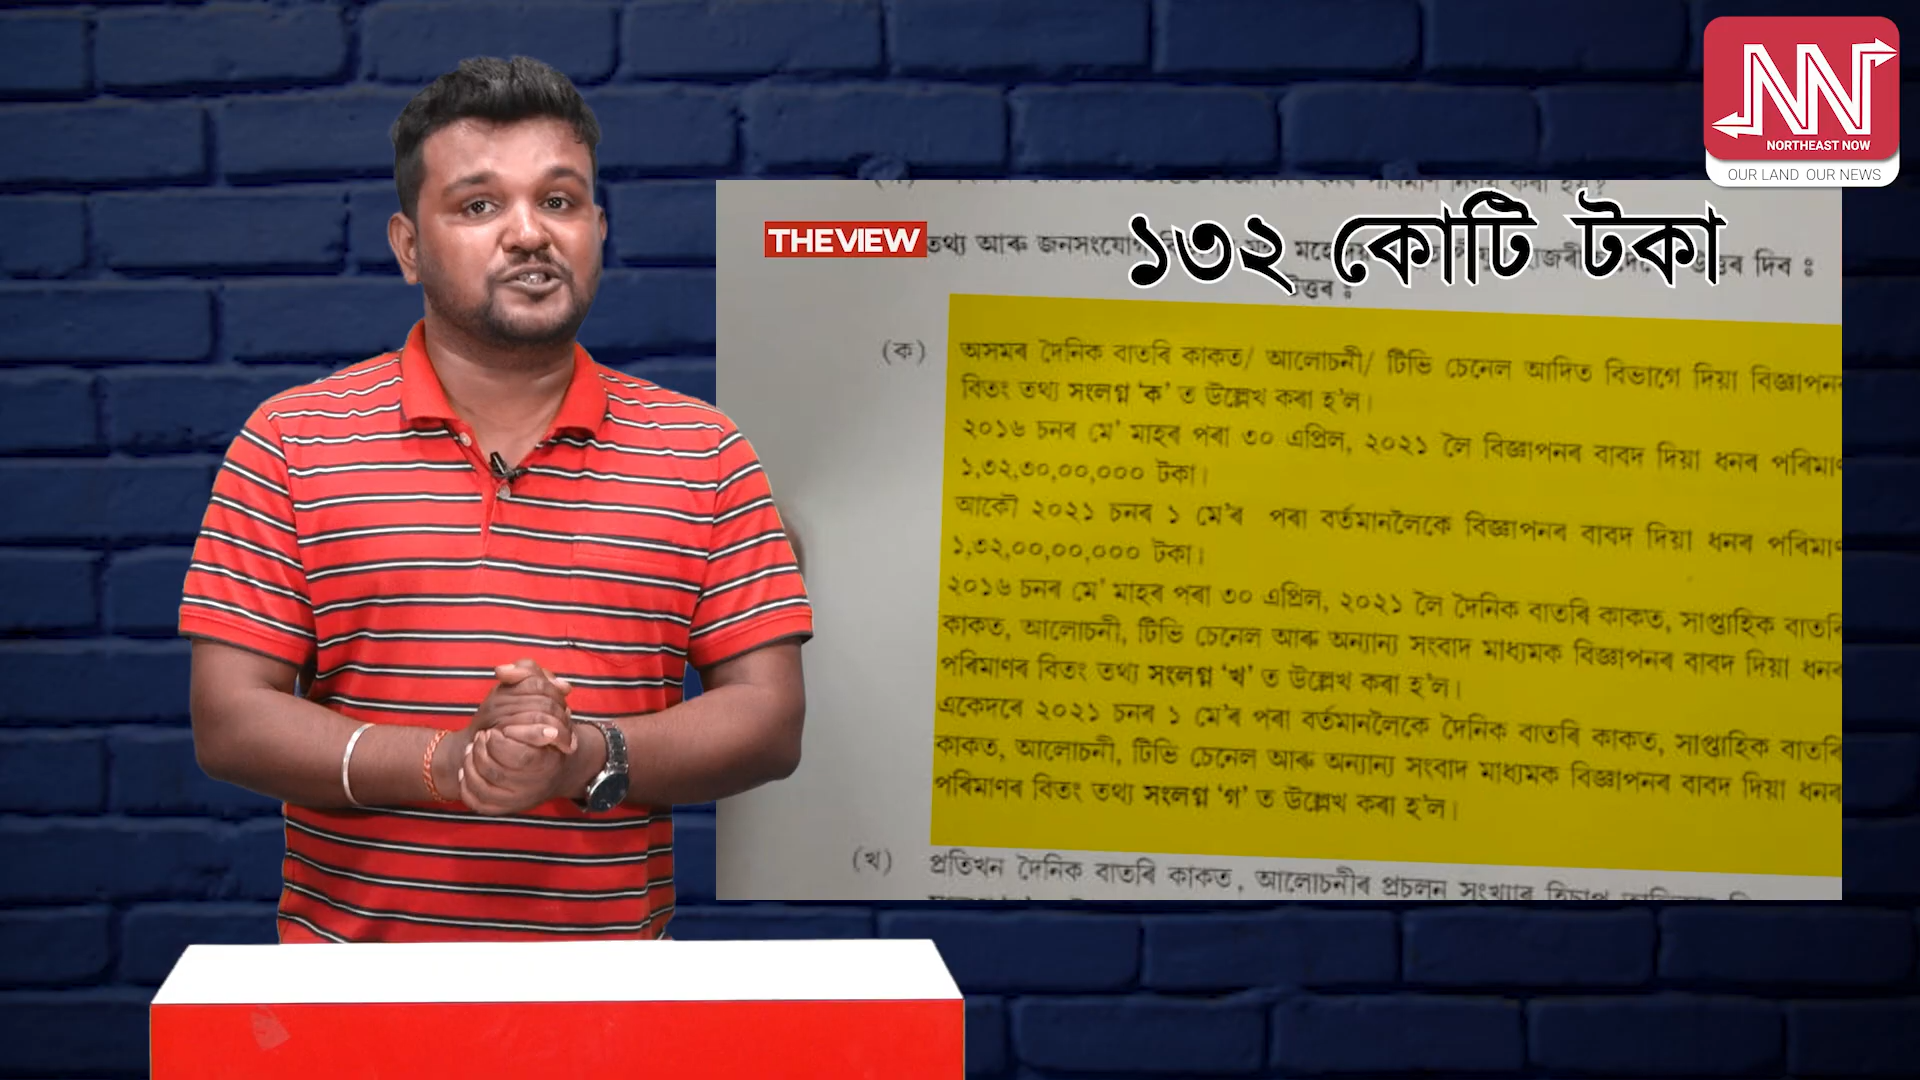 NORTHEAST NOW
OUR LAND OUR NEWS
THE VIEW
১৩২ কোটি টকা
তথ্য আৰু জনসংযোগ
উত্তৰ দিব ঃ
উত্তৰ ঃ
(ক) অসমৰ দৈনিক বাতৰি কাকত/ আলোচনী/ টিভি চেনেল আদিত বিভাগে দিয়া বিজ্ঞাপনৰ
বিতং তথ্য সংলগ্ন ‘ক’ ত উল্লেখ কৰা হ’ল।
২০১৬ চনৰ মে’ মাহৰ পৰা ৩০ এপ্ৰিল, ২০২১ লৈ বিজ্ঞাপনৰ বাবদ দিয়া ধনৰ
১,৩২,৩০,০০,০০০ টকা।
আকৌ ২০২১ চনৰ ১ মে’ৰ পৰা বৰ্তমানলৈকে বিজ্ঞাপনৰ বাবদ দিয়া ধনৰ
১,৩২,০০,০০,০০০ টকা।
২০১৬ চনৰ মে’ মাহৰ পৰা ৩০ এপ্ৰিল, ২০২১ লৈ দৈনিক বাতৰি কাকত, সাপ্তাহিক বাতৰি
কাকত, আলোচনী, টিভি চেনেল আৰু অন্যান্য সংবাদ মাধ্যমক বিজ্ঞাপনৰ বাবদ দিয়া ধনৰ
পৰিমাণৰ বিতং তথ্য সংলগ্ন ‘খ’ ত উল্লেখ কৰা হ’ল।
একেদৰে ২০২১ চনৰ ১ মে’ৰ পৰা বৰ্তমানলৈকে দৈনিক বাতৰি কাকত, সাপ্তাহিক বাতৰি
কাকত, আলোচনী, টিভি চেনেল আৰু অন্যান্য সংবাদ মাধ্যমক বিজ্ঞাপনৰ বাবদ দিয়া ধনৰ
পৰিমাণৰ বিতং তথ্য সংলগ্ন ‘গ’ ত উল্লেখ কৰা হ’ল।
(খ) প্ৰতিখন দৈনিক বাতৰি কাকত, আলোচনীৰ প্ৰচলন সংখ্যাৰ হিচাপ